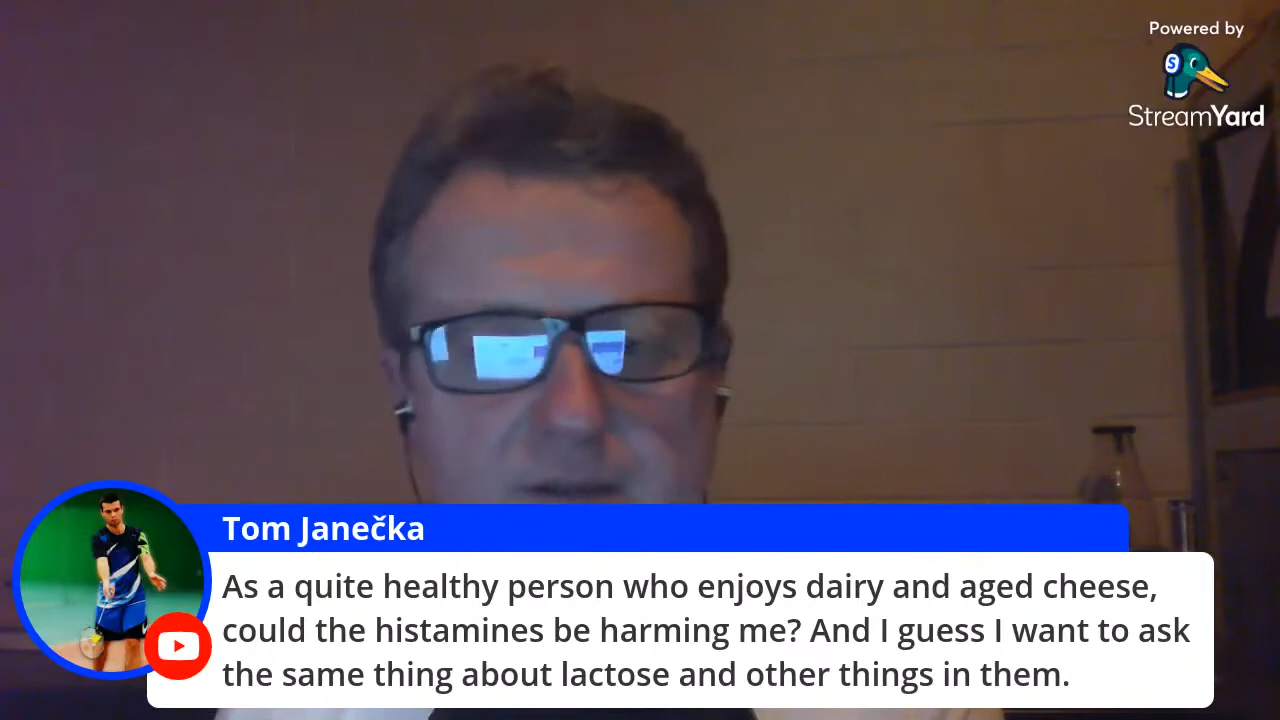 Powered by
S
StreamYard
Tom Janečka
As a quite healthy person who enjoys dairy and aged cheese,
could the histamines be harming me? And I guess I want to ask
the same thing about lactose and other things in them.